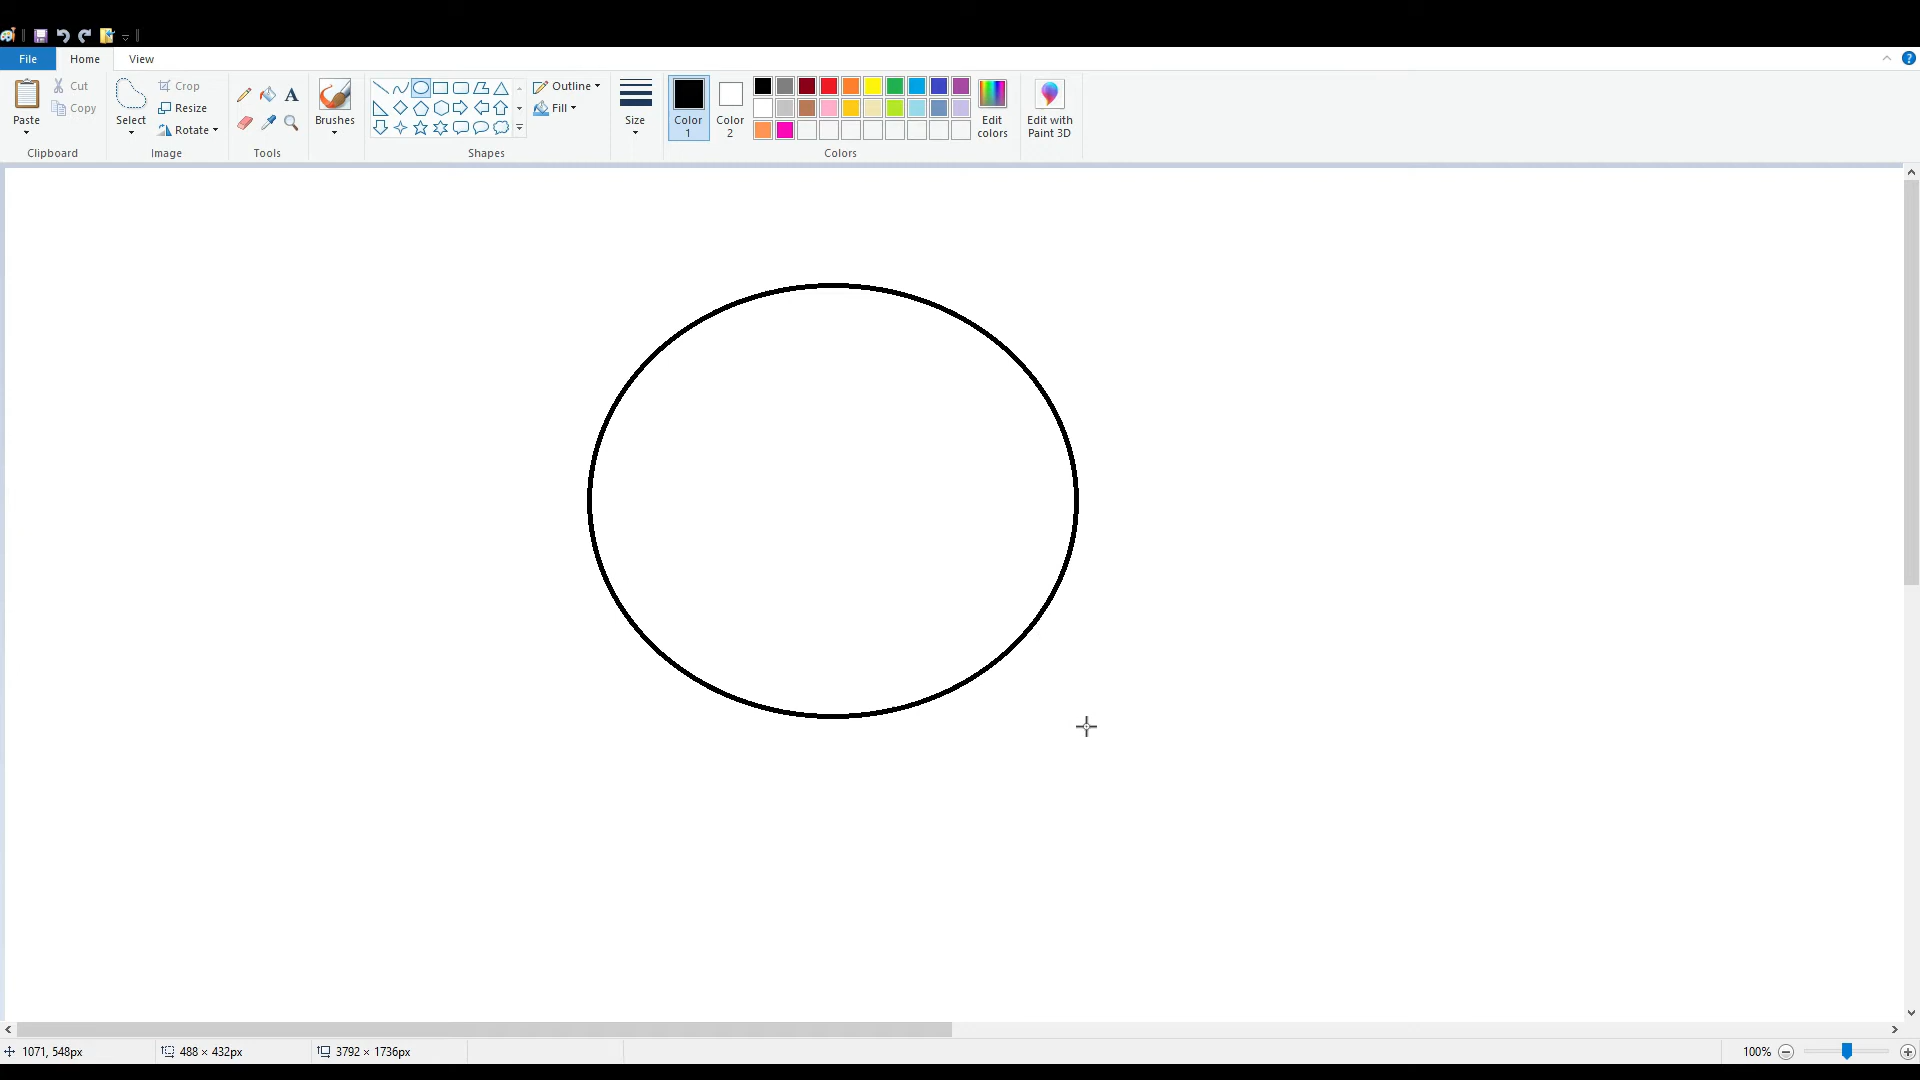 File Home View
Paste
Cut
Copy
Clipboard
Select
Crop
Resize
Rotate
Image
A
Tools
Brushes
Shapes
Outline
Fill
Size
Color
1
Color
2
Colors
Edit
colors
Edit with
Paint 3D
?
1071, 548px 488 × 432px 3792 × 1736px 100%